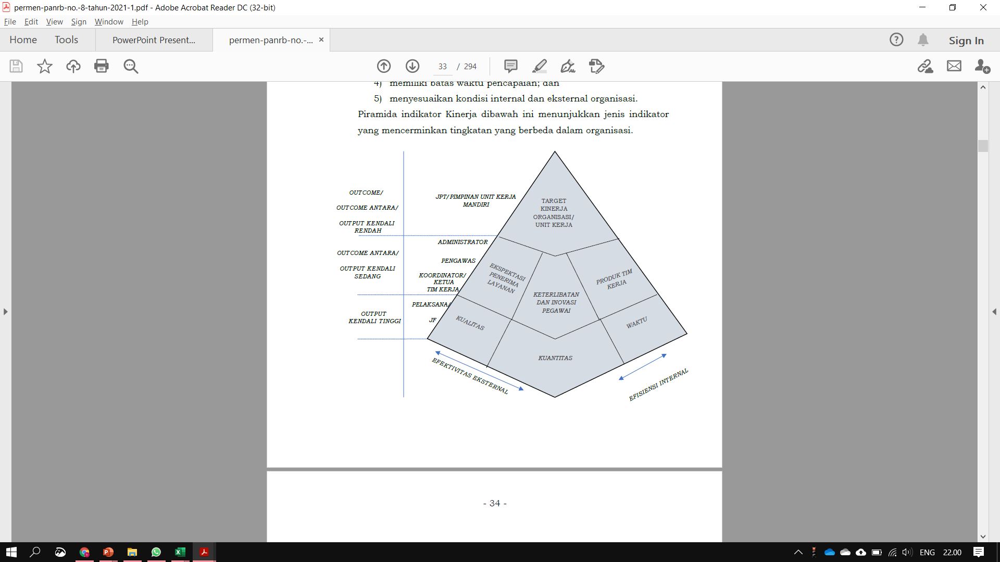 permen-panrb-no.-8-tahun-2021-1.pdf - Adobe Acrobat Reader DC (32-bit)
File Edit View Sign Window Help
Home Tools PowerPoint Present... permen-panrb-no.-... × Sign In
33 / 294
4) memiliki batas waktu pencapaian; dan
5) menyesuaikan kondisi internal dan eksternal organisasi.
Piramida indikator Kinerja dibawah ini menunjukkan jenis indikator
yang mencerminkan tingkatan yang berbeda dalam organisasi.
OUTCOME/
OUTCOME ANTARA/
OUTPUT KENDALI
RENDAH
JPT/PIMPINAN UNIT KERJA
MANDIRI
TARGET
KINERJA
ORGANISASI/
UNIT KERJA
OUTCOME ANTARA/
OUTPUT KENDALI
SEDANG
ADMINISTRATOR
PENGAWAS
KOORDINATOR/
KETUA
TIM KERJA
EKSPEKTASI
PENERIMA
LAYANAN
KETERLIBATAN
DAN INOVASI
PEGAWAI
PRODUK TIM
KERJA
OUTPUT
KENDALI TINGGI
PELAKSANA/
JF
KUALITAS
KUANTITAS
WAKTU
EFEKTIVITAS EKSTERNAL
EFISIENSI INTERNAL
- 34 -
ENG 22.00